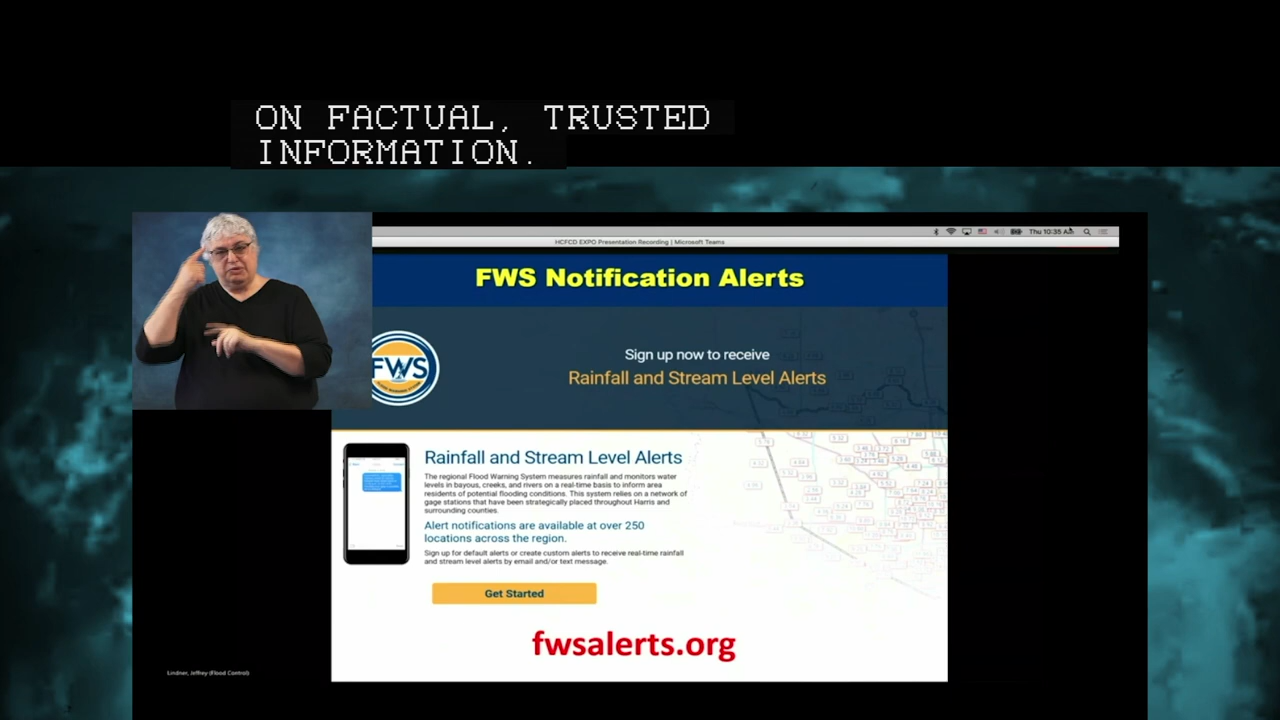 ON FACTUAL, TRUSTED
INFORMATION.
Thu 10:35 AM
HCFCD EXPO Presentation Recording | Microsoft Teams
FWS Notification Alerts
FWS
Sign up now to receive
Rainfall and Stream Level Alerts
Rainfall and Stream Level Alerts
The regional Flood Warning System measures rainfall and monitors water
levels in bayous, creeks, and rivers on a real-time basis to inform area
residents of potential flooding conditions. This system relies on a network of
gage stations that have been strategically placed throughout Harris and
surrounding counties.
Alert notifications are available at over 250
locations across the region.
Sign up for default alerts or create custom alerts to receive real-time rainfall
and stream level alerts by email and/or text message.
Get Started
fwsalerts.org
Lindner, Jeffrey (Flood Control)